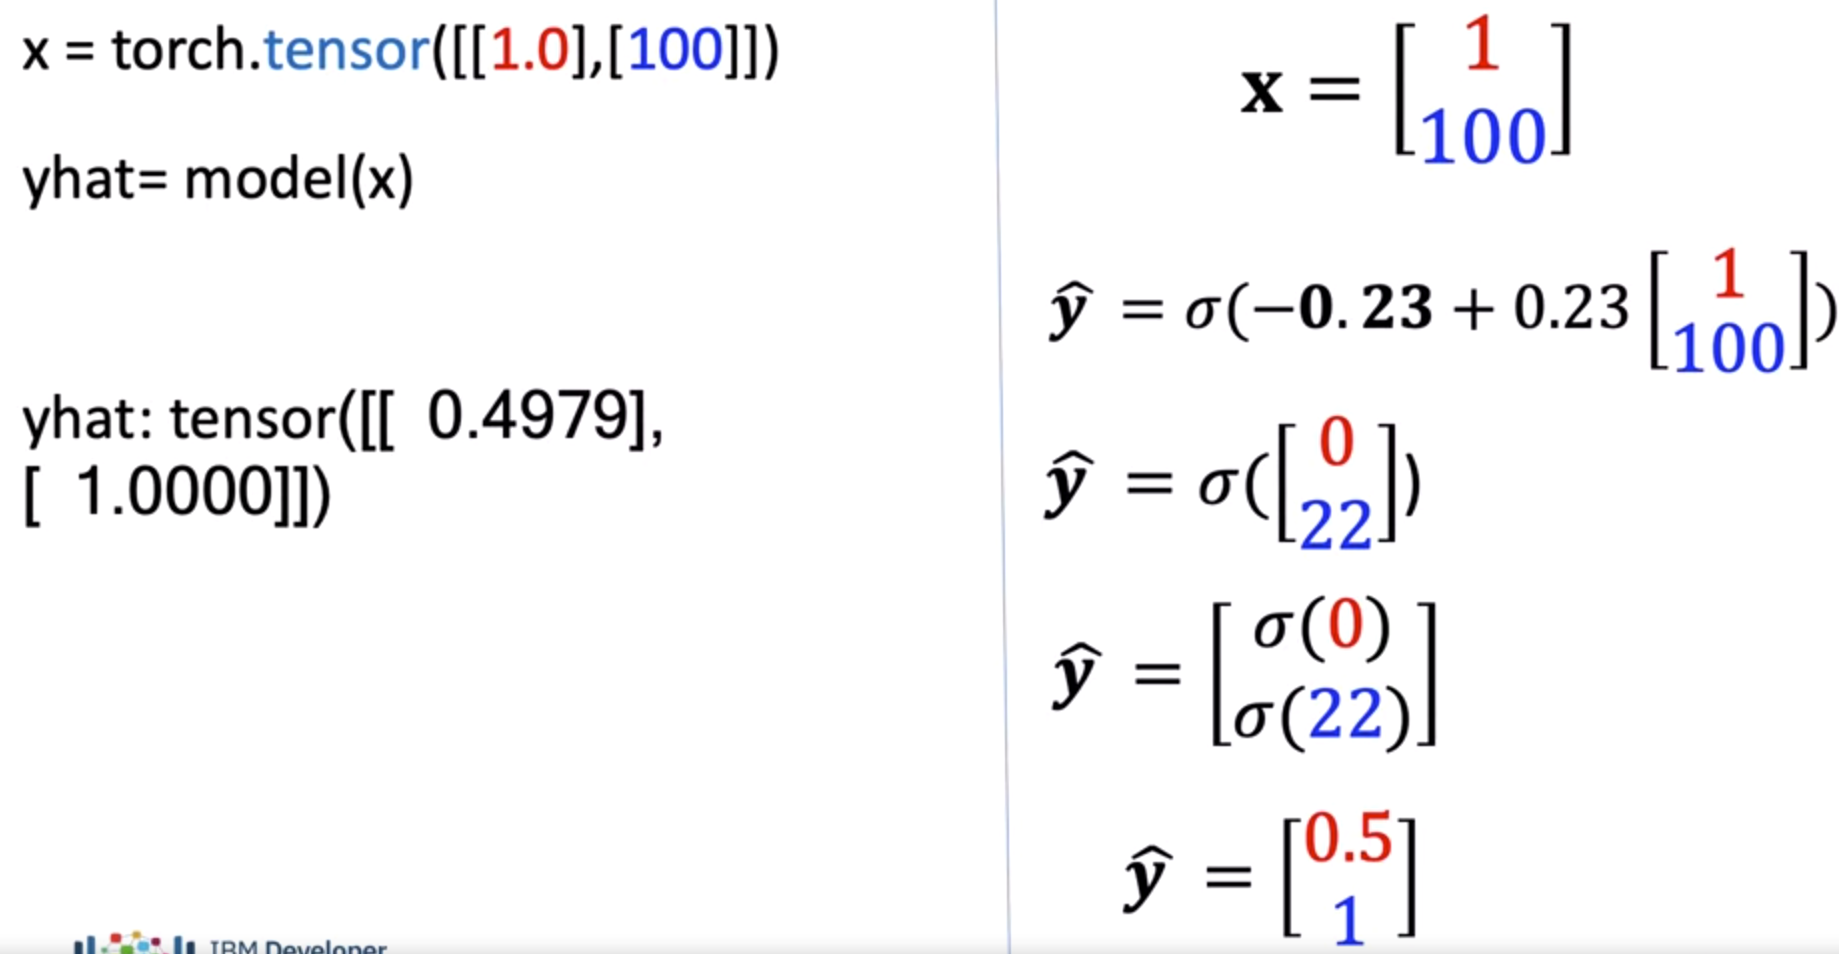 x = torch.tensor([[1.0],[100]])
yhat= model(x)
yhat: tensor([[ 0.4979],
[ 1.0000]])
x = [1
100]
ŷ = σ(−0.23 + 0.23 [1
100])
ŷ = σ([0
22])
ŷ = [σ(0)
σ(22)]
ŷ = [0.5
1]
IBM Developer